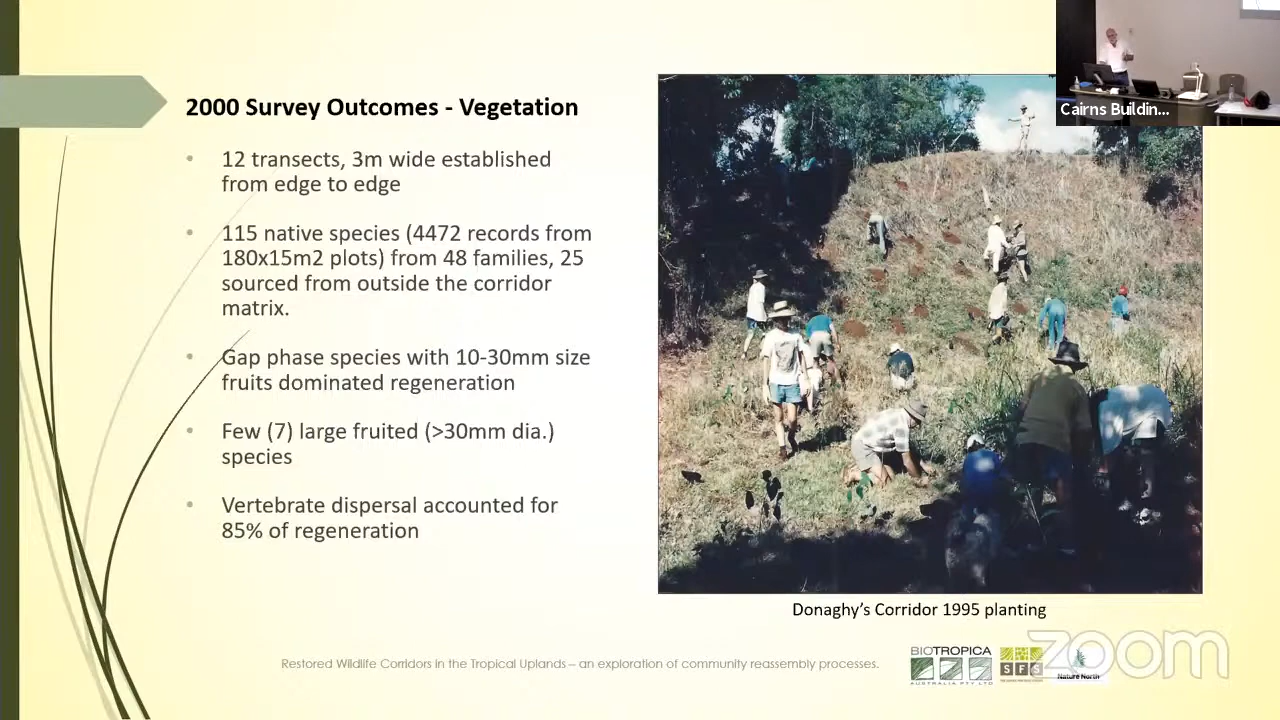 Cairns Buildin...
2000 Survey Outcomes - Vegetation
12 transects, 3m wide established
from edge to edge
115 native species (4472 records from
180x15m2 plots) from 48 families, 25
sourced from outside the corridor
matrix.
Gap phase species with 10-30mm size
fruits dominated regeneration
Few (7) large fruited (>30mm dia.)
species
Vertebrate dispersal accounted for
85% of regeneration
Donaghy's Corridor 1995 planting
Restored Wildlife Corridors in the Tropical Uplands – an exploration of community reassembly processes.
BIOTROPICA
AUSTRALIA PTY LTD
SFS
Nature North
zoom